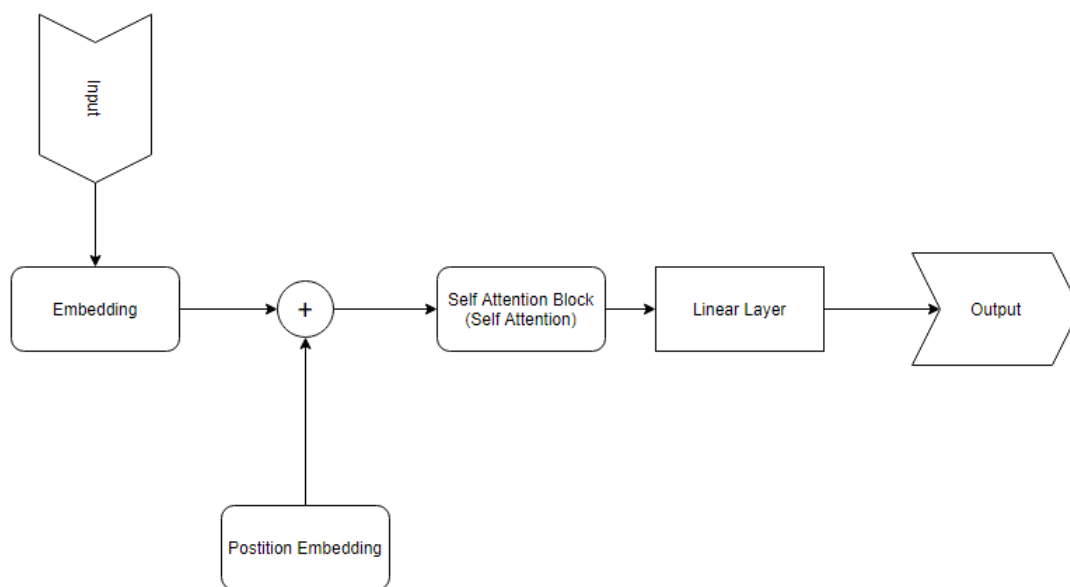 Input
Embedding
+
Self Attention Block
(Self Attention)
Linear Layer
Output
Postition Embedding